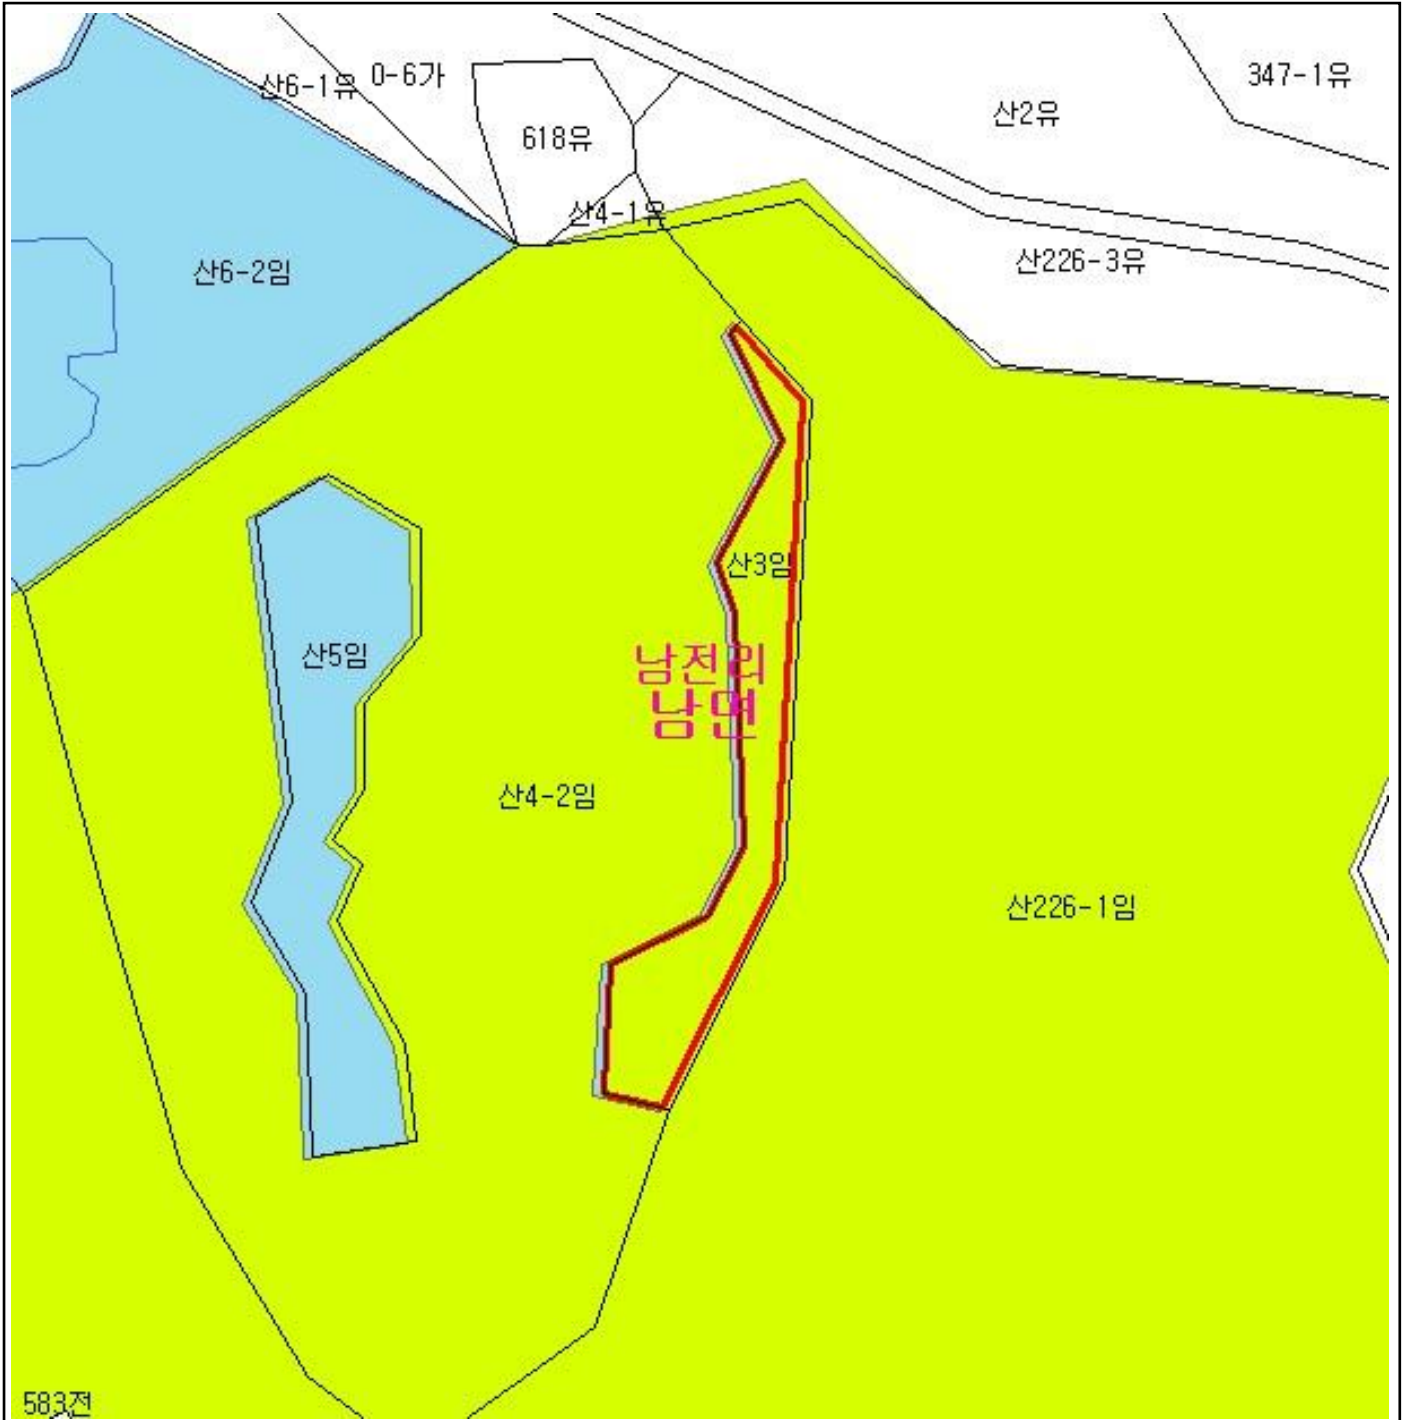 산6-1유
0-6가
618유
산2유
347-1유
산4-1유
산6-2임
산226-3유
산3임
산5임
남전리
남면
산4-2임
산226-1임
583전